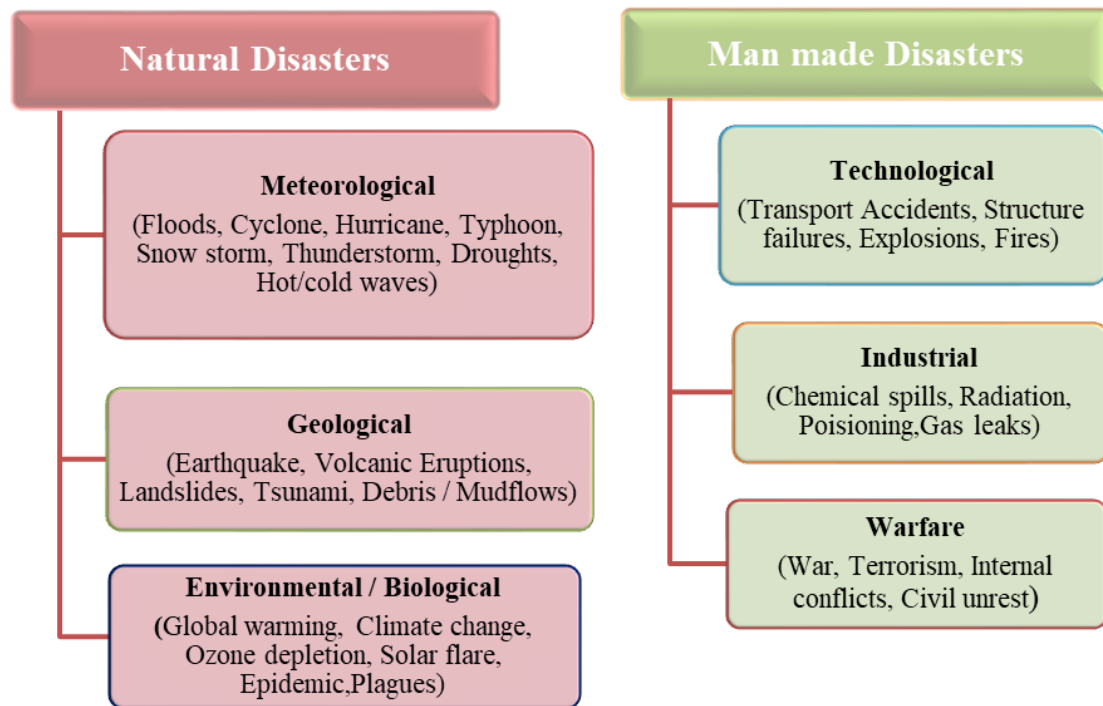 Natural Disasters
Meteorological
(Floods, Cyclone, Hurricane, Typhoon,
Snow storm, Thunderstorm, Droughts,
Hot/cold waves)
Geological
(Earthquake, Volcanic Eruptions,
Landslides, Tsunami, Debris / Mudflows)
Environmental / Biological
(Global warming, Climate change,
Ozone depletion, Solar flare,
Epidemic,Plagues)
Man made Disasters
Technological
(Transport Accidents, Structure
failures, Explosions, Fires)
Industrial
(Chemical spills, Radiation,
Poisioning,Gas leaks)
Warfare
(War, Terrorism, Internal
conflicts, Civil unrest)